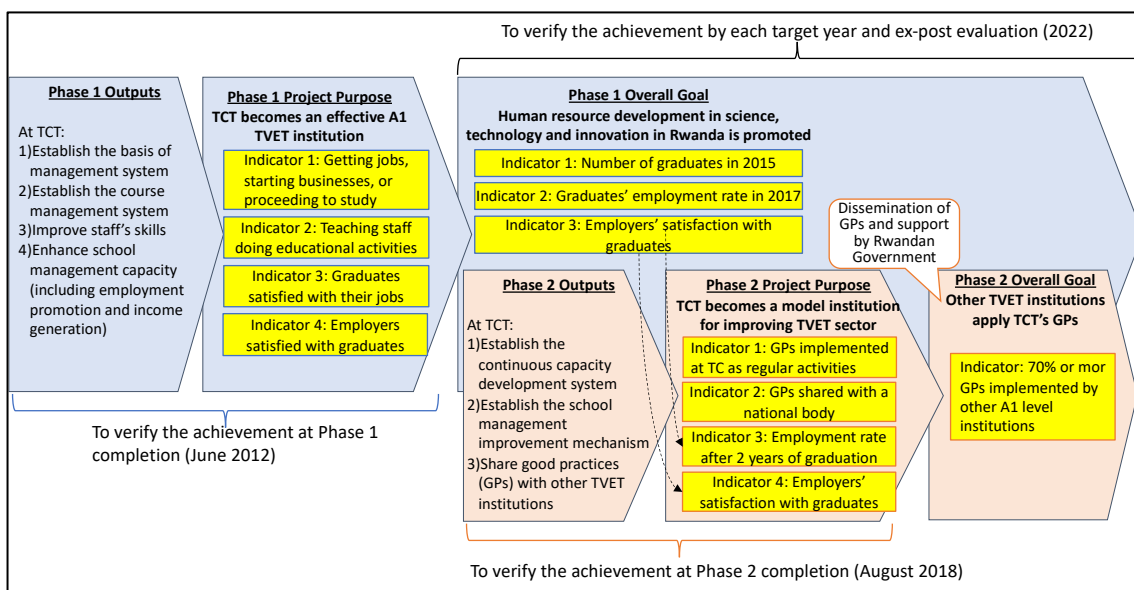 To verify the achievement by each target year and ex-post evaluation (2022)
Phase 1 Outputs
At TCT:
1)Establish the basis of
management system
2)Establish the course
management system
3)Improve staff's skills
4)Enhance school
management capacity
(including employment
promotion and income
generation)
Phase 1 Project Purpose
TCT becomes an effective A1
TVET institution
Indicator 1: Getting jobs,
starting businesses, or
proceeding to study
Indicator 2: Teaching staff
doing educational activities
Indicator 3: Graduates
satisfied with their jobs
Indicator 4: Employers
satisfied with graduates
Phase 1 Overall Goal
Human resource development in science,
technology and innovation in Rwanda is promoted
Indicator 1: Number of graduates in 2015
Indicator 2: Graduates' employment rate in 2017
Indicator 3: Employers' satisfaction with
graduates
Dissemination of
GPs and support
by Rwandan
Government
To verify the achievement at Phase 1
completion (June 2012)
Phase 2 Outputs
At TCT:
1)Establish the
continuous capacity
development system
2)Establish the school
management
improvement mechanism
3)Share good practices
(GPs) with other TVET
institutions
Phase 2 Project Purpose
TCT becomes a model institution
for improving TVET sector
Indicator 1: GPs implemented
at TC as regular activities
Indicator 2: GPs shared with a
national body
Indicator 3: Employment rate
after 2 years of graduation
Indicator 4: Employers'
satisfaction with graduates
Phase 2 Overall Goal
Other TVET institutions
apply TCT's GPs
Indicator: 70% or mor
GPs implemented by
other A1 level
institutions
To verify the achievement at Phase 2 completion (August 2018)